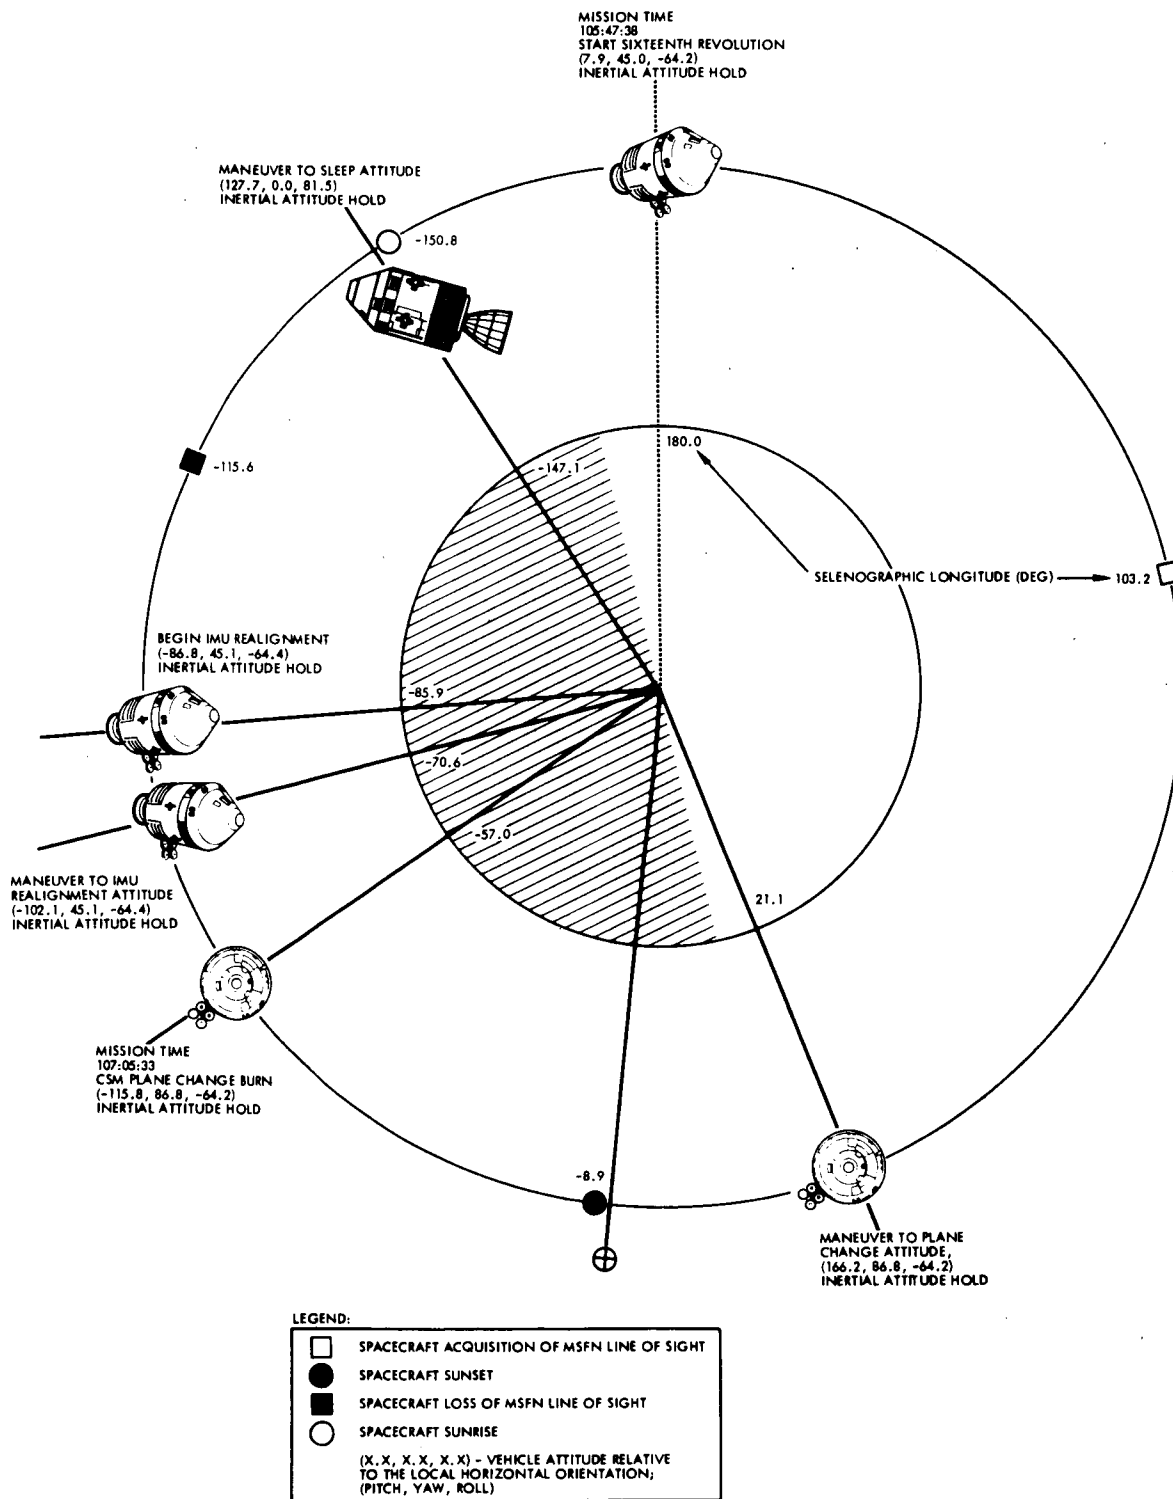 MISSION TIME
105:47:38
START SIXTEENTH REVOLUTION
(7.9, 45.0, -64.2)
INERTIAL ATTITUDE HOLD
MANEUVER TO SLEEP ATTITUDE
(127.7, 0.0, 81.5)
INERTIAL ATTITUDE HOLD
-150.8
180.0
-147.1
-115.6
SELENOGRAPHIC LONGITUDE (DEG)
103.2
BEGIN IMU REALIGNMENT
(-86.8, 45.1, -64.4)
INERTIAL ATTITUDE HOLD
-85.9
-70.6
-57.0
MANEUVER TO IMU
REALIGNMENT ATTITUDE
(-102.1, 45.1, -64.4)
INERTIAL ATTITUDE HOLD
21.1
MISSION TIME
107:05:33
CSM PLANE CHANGE BURN
(-115.8, 86.8, -64.2)
INERTIAL ATTITUDE HOLD
-8.9
MANEUVER TO PLANE
CHANGE ATTITUDE,
(166.2, 86.8, -64.2)
INERTIAL ATTITUDE HOLD
LEGEND:
SPACECRAFT ACQUISITION OF MSFN LINE OF SIGHT
SPACECRAFT SUNSET
SPACECRAFT LOSS OF MSFN LINE OF SIGHT
SPACECRAFT SUNRISE
(X.X, X.X, X.X) - VEHICLE ATTITUDE RELATIVE
TO THE LOCAL HORIZONTAL ORIENTATION;
(PITCH, YAW, ROLL)